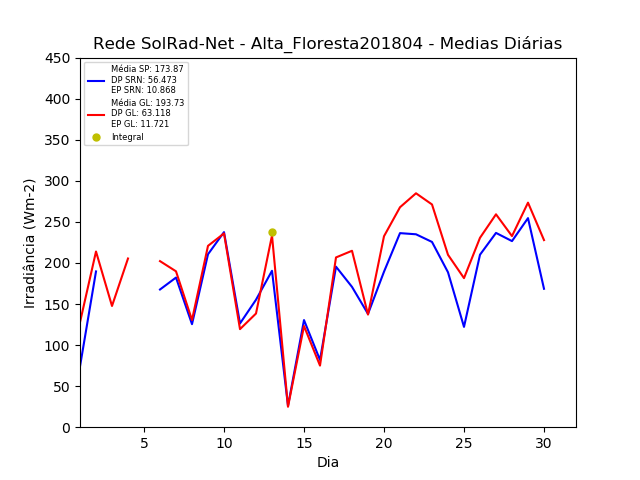 Rede SolRad-Net - Alta_Floresta201804 - Medias Diárias
450
400
350
300
250
200
150
100
50
0
Irradiância (Wm-2)
Média SP: 173.87
DP SRN: 56.473
EP SRN: 10.868
Média GL: 193.73
DP GL: 63.118
EP GL: 11.721
Integral
5
10
15
20
25
30
Dia